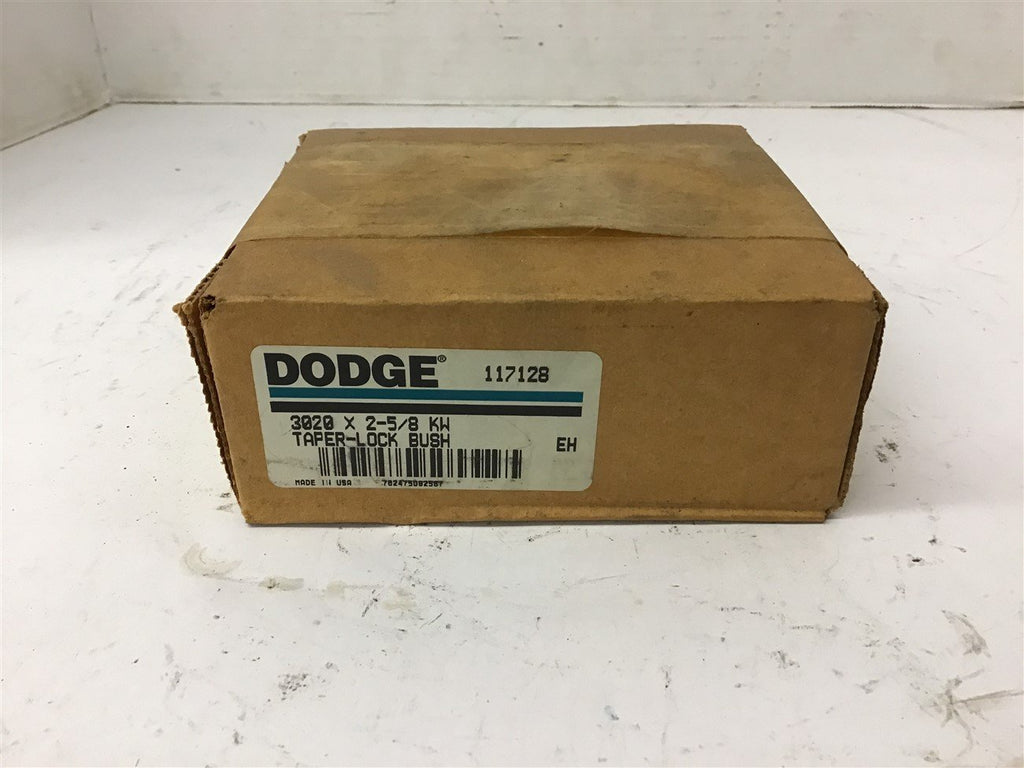 DODGE® 117128
3020 X 2-5/8 KW
TAPER-LOCK BUSH EH
MADE IN USA